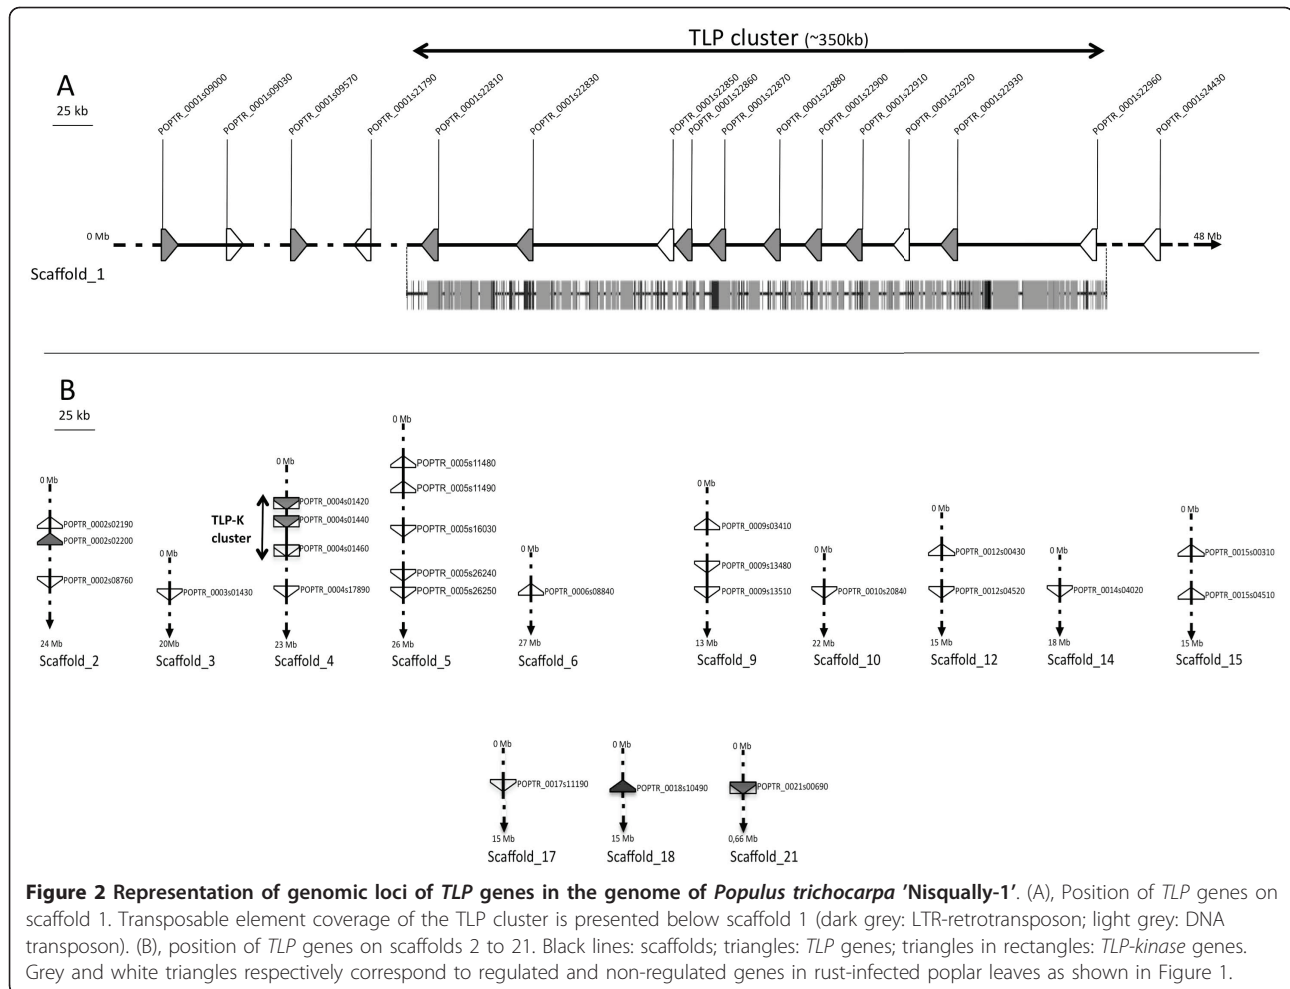 TLP cluster (~350kb)
A
25 kb
POPTR_0001s09000
POPTR_0001s09030
POPTR_0001s09570
POPTR_0001s21790
POPTR_0001s22810
POPTR_0001s22830
POPTR_0001s22850
POPTR_0001s22860
POPTR_0001s22870
POPTR_0001s22880
POPTR_0001s22900
POPTR_0001s22910
POPTR_0001s22920
POPTR_0001s22930
POPTR_0001s22960
POPTR_0001s24430
0 Mb
48 Mb
Scaffold_1
B
25 kb
0 Mb
POPTR_0002s02190
POPTR_0002s02200
POPTR_0002s08760
24 Mb
Scaffold_2
0 Mb
POPTR_0003s01430
20Mb
Scaffold_3
0 Mb
TLP-K
cluster
POPTR_0004s01420
POPTR_0004s01440
POPTR_0004s01460
POPTR_0004s17890
23 Mb
Scaffold_4
0 Mb
POPTR_0005s11480
POPTR_0005s11490
POPTR_0005s16030
POPTR_0005s26240
POPTR_0005s26250
26 Mb
Scaffold_5
0 Mb
POPTR_0006s08840
27 Mb
Scaffold_6
0 Mb
POPTR_0009s03410
POPTR_0009s13480
POPTR_0009s13510
13 Mb
Scaffold_9
0 Mb
POPTR_0010s20840
22 Mb
Scaffold_10
0 Mb
POPTR_0012s00430
POPTR_0012s04520
15 Mb
Scaffold_12
0 Mb
POPTR_0014s04020
18 Mb
Scaffold_14
0 Mb
POPTR_0015s00310
POPTR_0015s04510
15 Mb
Scaffold_15
0 Mb
POPTR_0017s11190
15 Mb
Scaffold_17
0 Mb
POPTR_0018s10490
15 Mb
Scaffold_18
0 Mb
POPTR_0021s00690
0,66 Mb
Scaffold_21
Figure 2 Representation of genomic loci of TLP genes in the genome of Populus trichocarpa 'Nisqually-1'. (A), Position of TLP genes on
scaffold 1. Transposable element coverage of the TLP cluster is presented below scaffold 1 (dark grey: LTR-retrotransposon; light grey: DNA
transposon). (B), position of TLP genes on scaffolds 2 to 21. Black lines: scaffolds; triangles: TLP genes; triangles in rectangles: TLP-kinase genes.
Grey and white triangles respectively correspond to regulated and non-regulated genes in rust-infected poplar leaves as shown in Figure 1.